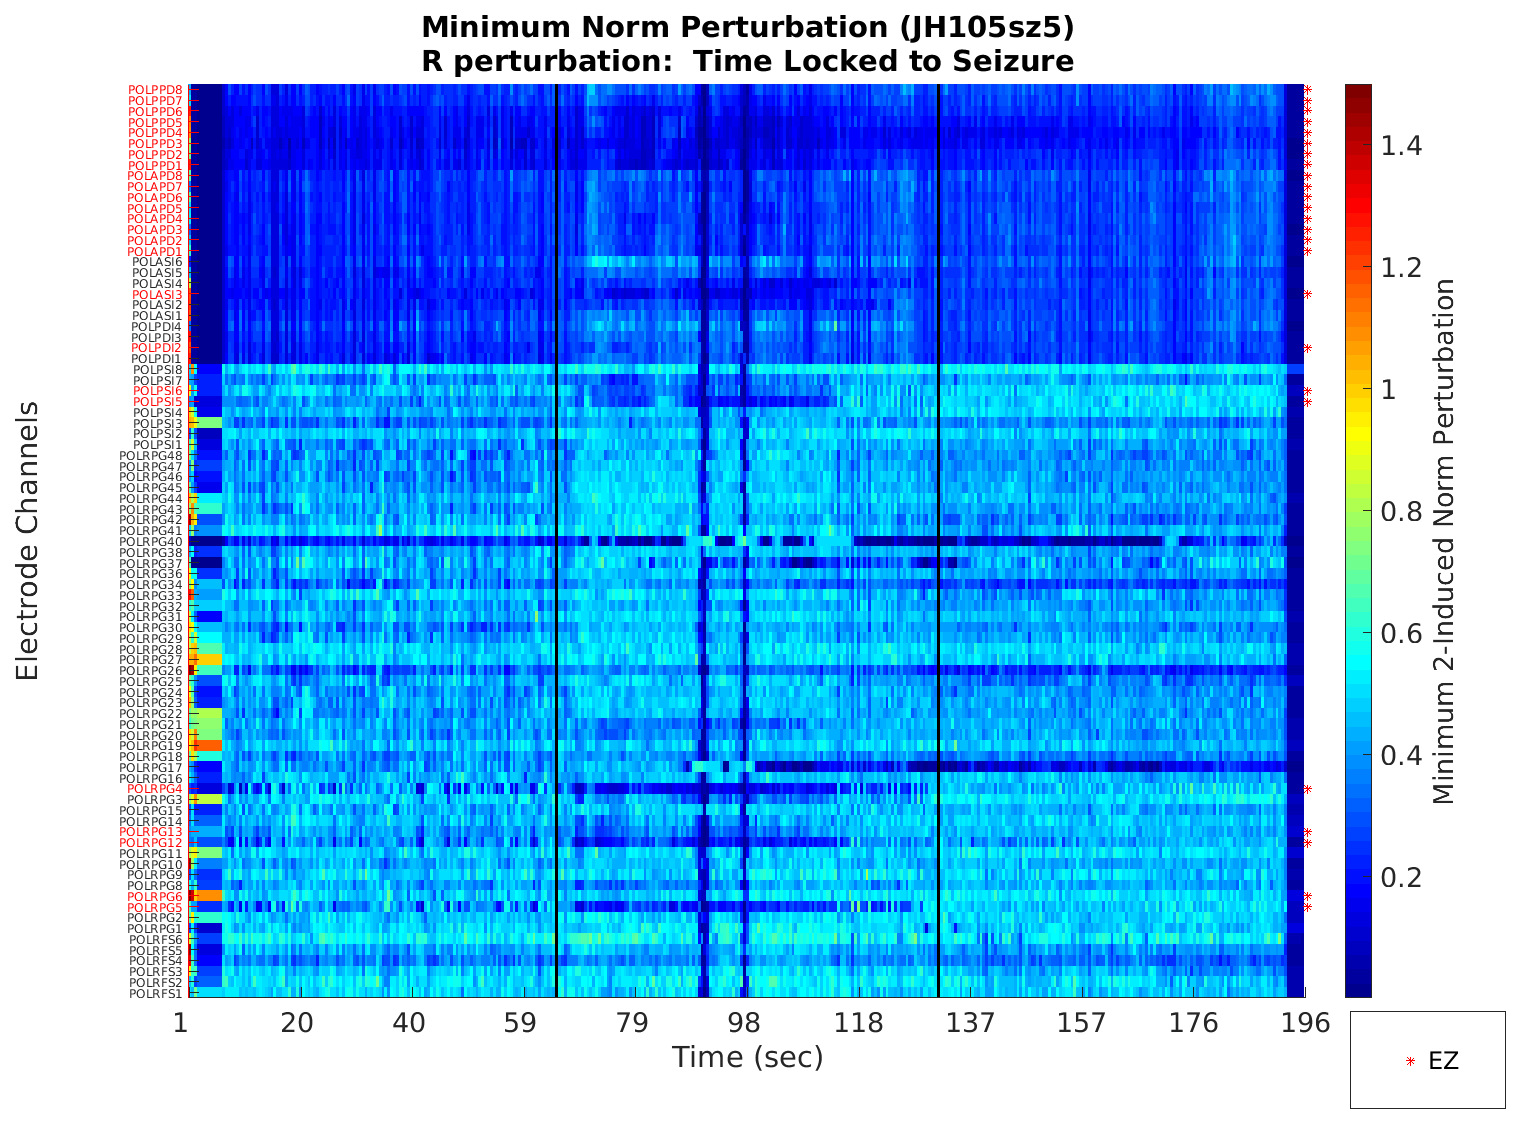 Minimum Norm Perturbation (JH105sz5)
R perturbation:  Time Locked to Seizure
Electrode Channels
POLPPD8
POLPPD7
POLPPD6
POLPPD5
POLPPD4
POLPPD3
POLPPD2
POLPPD1
POLAPD8
POLAPD7
POLAPD6
POLAPD5
POLAPD4
POLAPD3
POLAPD2
POLAPD1
POLASI6
POLASI5
POLASI4
POLASI3
POLASI2
POLASI1
POLPDI4
POLPDI3
POLPDI2
POLPDI1
POLPSI8
POLPSI7
POLPSI6
POLPSI5
POLPSI4
POLPSI3
POLPSI2
POLPSI1
POLRPG48
POLRPG47
POLRPG46
POLRPG45
POLRPG44
POLRPG43
POLRPG42
POLRPG41
POLRPG40
POLRPG38
POLRPG37
POLRPG36
POLRPG34
POLRPG33
POLRPG32
POLRPG31
POLRPG30
POLRPG29
POLRPG28
POLRPG27
POLRPG26
POLRPG25
POLRPG24
POLRPG23
POLRPG22
POLRPG21
POLRPG20
POLRPG19
POLRPG18
POLRPG17
POLRPG16
POLRPG4
POLRPG3
POLRPG15
POLRPG14
POLRPG13
POLRPG12
POLRPG11
POLRPG10
POLRPG9
POLRPG8
POLRPG6
POLRPG5
POLRPG2
POLRPG1
POLRFS6
POLRFS5
POLRFS4
POLRFS3
POLRFS2
POLRFS1
1 20 40 59 79 98 118 137 157 176 196
Time (sec)
1.4
1.2
1
0.8
0.6
0.4
0.2
Minimum 2-Induced Norm Perturbation
EZ